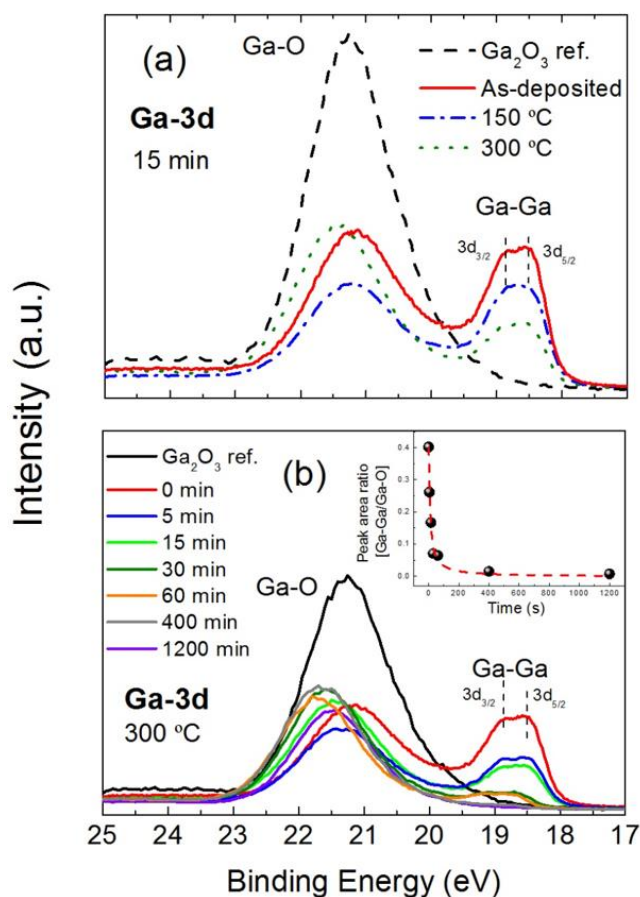 (a)
Ga-O
Ga-3d
15 min
Ga₂O₃ ref.
As-deposited
150 ºC
300 ºC
Ga-Ga
3d₃/₂
3d₅/₂
Intensity (a.u.)
(b)
Ga₂O₃ ref.
0 min
5 min
15 min
30 min
60 min
400 min
1200 min
Ga-O
Ga-3d
300 ºC
Peak area ratio
[Ga-Ga/Ga-O]
0.4
0.3
0.2
0.1
0.0
0 200 400 600 800 1000 1200
Time (s)
Ga-Ga
3d₃/₂
3d₅/₂
25 24 23 22 21 20 19 18 17
Binding Energy (eV)